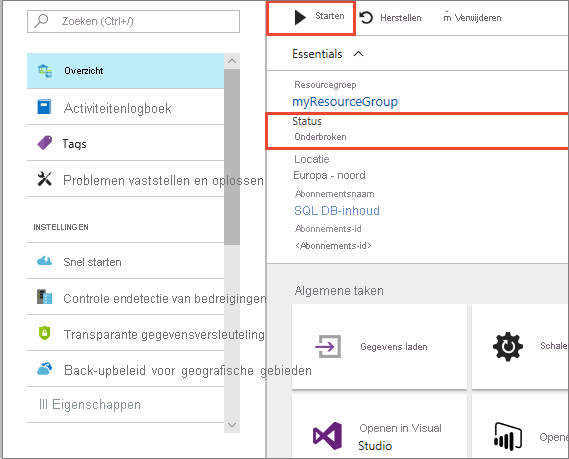 Zoeken (Ctrl+/)
Overzicht
Activiteitenlogboek
Tags
Problemen vaststellen en oplossen
INSTELLINGEN
Snel starten
Controle endetectie van bedreigingen
Transparante gegevensversleuteling
Back-upbeleid voor geografische gebieden
III Eigenschappen
Starten
Herstellen
m Verwijderen
Essentials
Resourcegroep
myResourceGroup
Status
Onderbroken
Locatie
Europa - noord
Abonnementsnaam
SQL DB-inhoud
Abonnements-id
<Abonnements-id>
Algemene taken
Gegevens laden
Schale
Openen in Visual
Studio
Opene